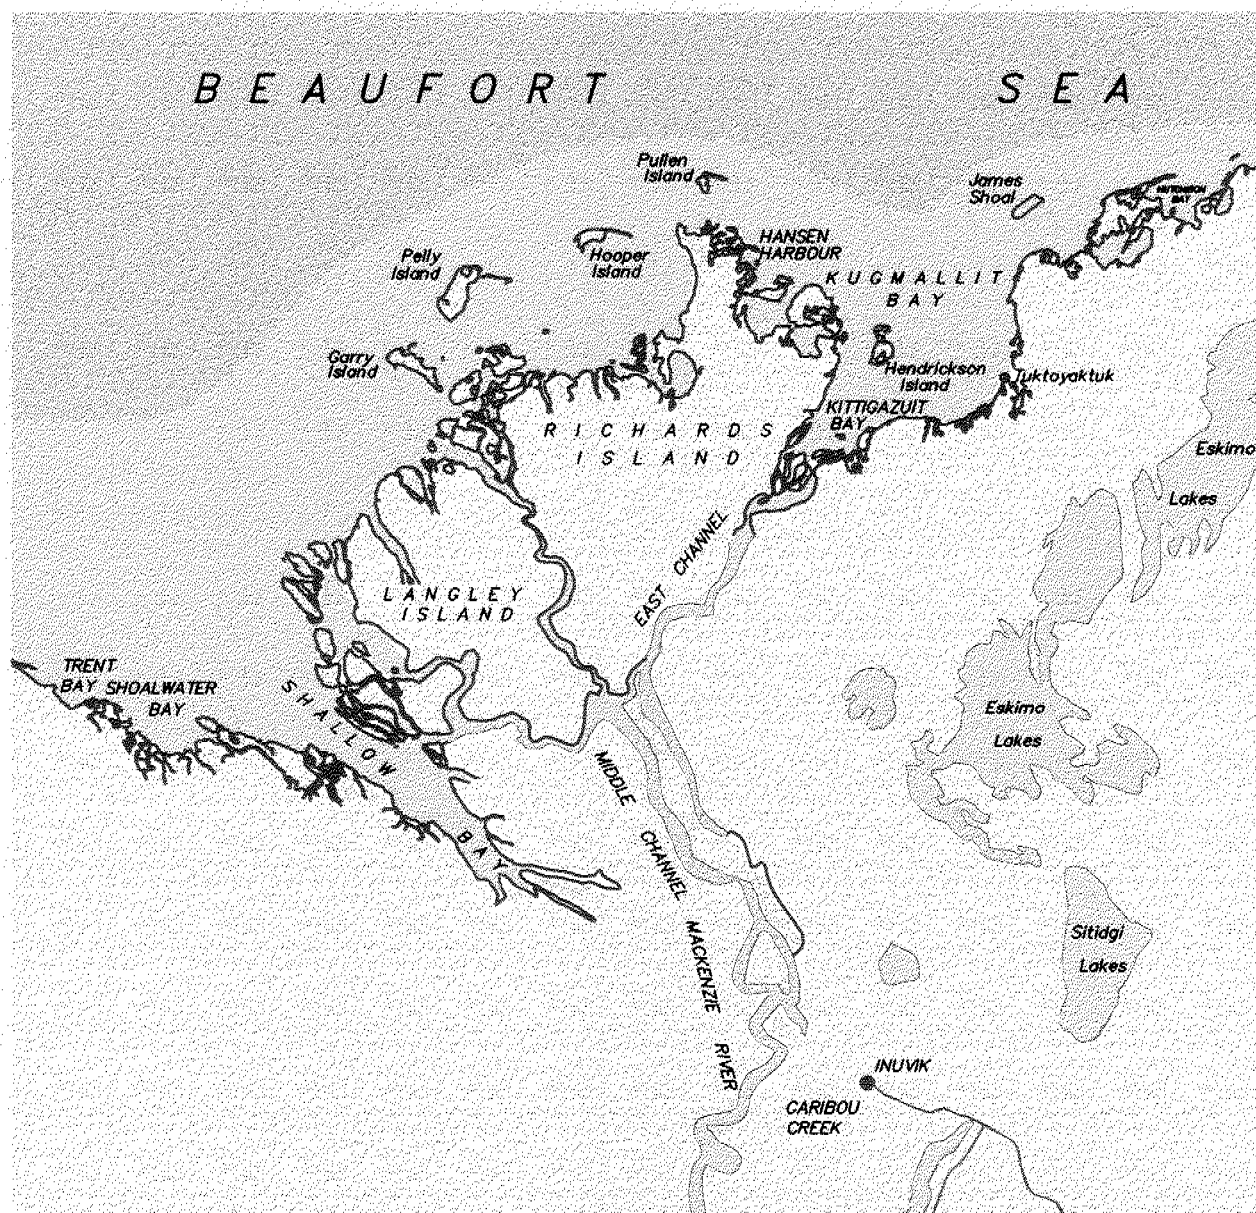 BEAUFORT SEA
Pullen
Island
James
Shoal
HUTCHISON
BAY
HANSEN
HARBOUR
Pelly
Island
Hooper
Island
KUGMALLIT
BAY
Garry
Island
Hendrickson
Island
Tuktoyaktuk
KITTIGAZUIT
BAY
RICHARDS
ISLAND
Eskimo
Lakes
EAST CHANNEL
LANGLEY
ISLAND
TRENT
BAY
SHOALWATER
BAY
SHALLOW BAY
Eskimo
Lakes
MIDDLE CHANNEL MACKENZIE RIVER
Sitidgi
Lakes
INUVIK
CARIBOU
CREEK